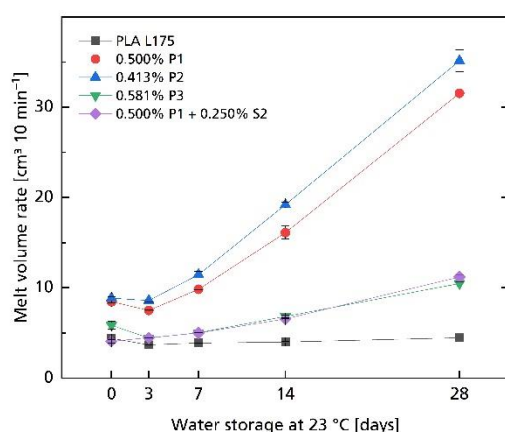 PLA L175
0.500% P1
0.413% P2
0.581% P3
0.500% P1 + 0.250% S2
Melt volume rate [cm³ 10 min⁻¹]
30
20
10
0
0 3 7 14 28
Water storage at 23 °C [days]